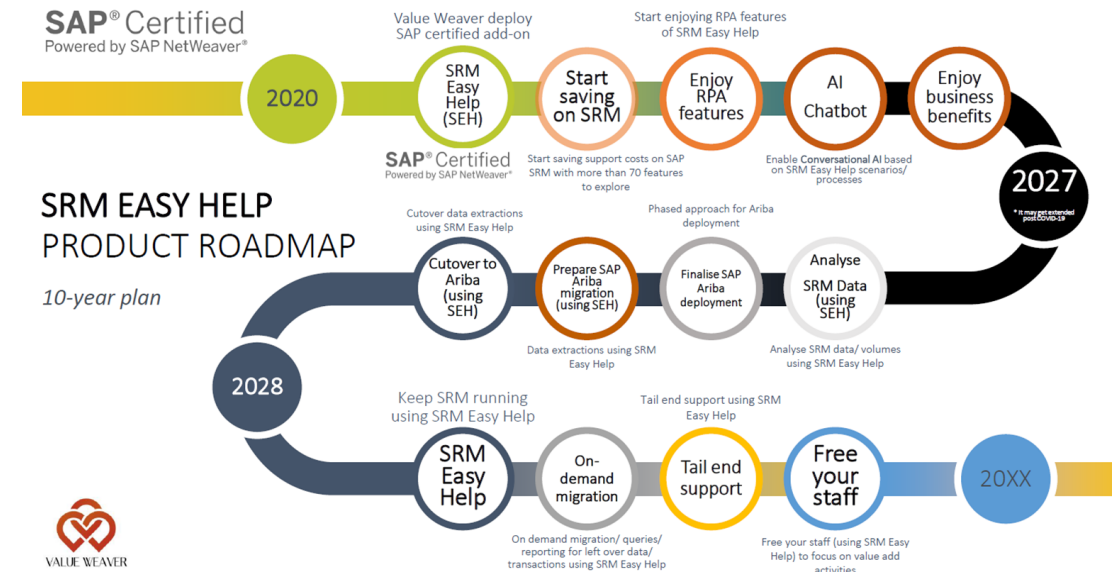 SAP® Certified
Powered by SAP NetWeaver®
2020
Value Weaver deploy
SAP certified add-on
SRM
Easy
Help
(SEH)
SAP® Certified
Powered by SAP NetWeaver®
Start
saving
on SRM
Start saving support costs on SAP
SRM with more than 70 features
to explore
Start enjoying RPA features
of SRM Easy Help
Enjoy
RPA
features
AI
Chatbot
Enable Conversational AI based
on SRM Easy Help scenarios/
processes
Enjoy
business
benefits
2027
* It may get extended
post COVID-19
SRM EASY HELP
PRODUCT ROADMAP
10-year plan
Analyse
SRM Data
(using
SEH)
Analyse SRM data/ volumes
using SRM Easy Help
Phased approach for Ariba
deployment
Finalise SAP
Ariba
deployment
Prepare SAP
Ariba
migration
(using SEH)
Data extractions using SRM
Easy Help
Cutover data extractions
using SRM Easy Help
Cutover to
Ariba
(using
SEH)
2028
Keep SRM running
using SRM Easy Help
SRM
Easy
Help
On-
demand
migration
On demand migration/ queries/
reporting for left over data/
transactions using SRM Easy Help
Tail end support using SRM
Easy Help
Tail end
support
Free
your
staff
Free your staff (using SRM Easy
Help) to focus on value add
activities
20XX
VALUE WEAVER